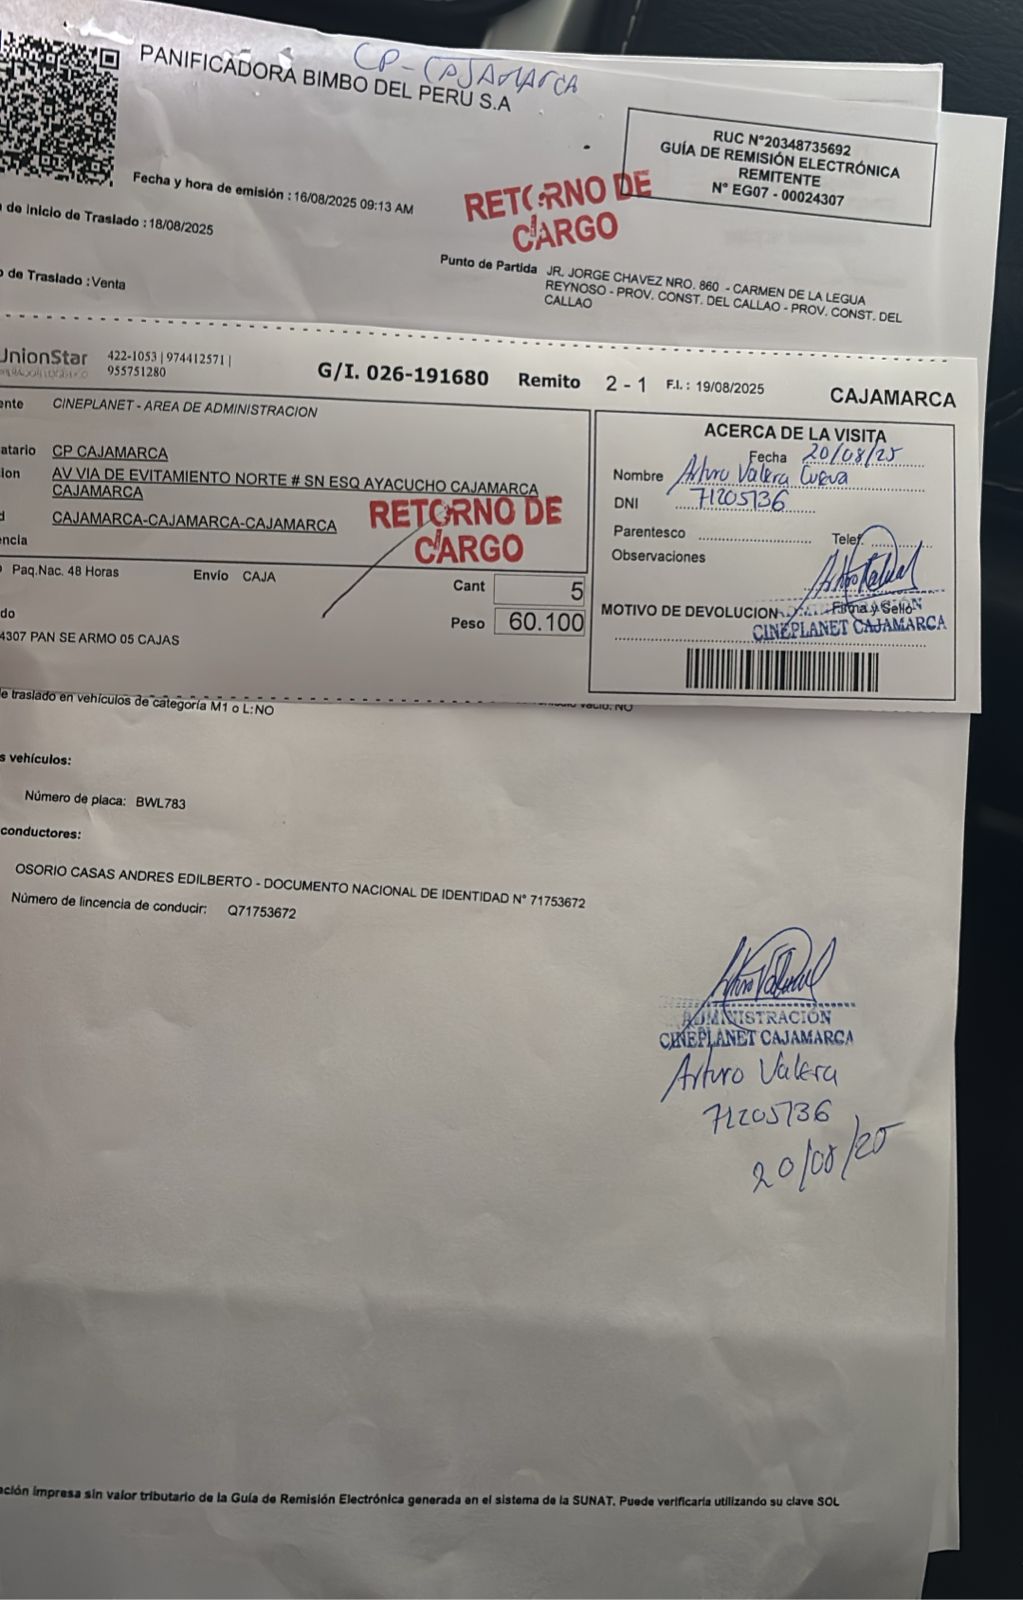 CP-CAJAMARCA
PANIFICADORA BIMBO DEL PERU S.A
RUC N°20348735692
GUÍA DE REMISIÓN ELECTRÓNICA
REMITENTE
N° EG07 - 00024307
Fecha y hora de emisión : 16/08/2025 09:13 AM
RETORNO DE
CARGO
de inicio de Traslado : 18/08/2025
de Traslado : Venta
Punto de Partida JR. JORGE CHAVEZ NRO. 860 - CARMEN DE LA LEGUA
REYNOSO - PROV. CONST. DEL CALLAO - PROV. CONST. DEL
CALLAO
UnionStar 422-1053 | 974412571 |
955751280
G/I. 026-191680 Remito 2 - 1 F.I.: 19/08/2025 CAJAMARCA
ente CINEPLANET - AREA DE ADMINISTRACION
atario CP CAJAMARCA
ion AV VIA DE EVITAMIENTO NORTE # SN ESQ AYACUCHO CAJAMARCA
CAJAMARCA
d CAJAMARCA-CAJAMARCA-CAJAMARCA
encia
RETORNO DE
CARGO
Paq.Nac. 48 Horas Envío CAJA
Cant 5
Peso 60.100
do
4307 PAN SE ARMO 05 CAJAS
ACERCA DE LA VISITA
Fecha 20/08/25
Nombre Arturo Valera Cueva
DNI 71205736
Parentesco Telef.
Observaciones
MOTIVO DE DEVOLUCION Firma y Sello
CINEPLANET CAJAMARCA
e traslado en vehículos de categoría M1 o L: NO
vacío: NO
s vehículos:
Número de placa: BWL783
conductores:
OSORIO CASAS ANDRES EDILBERTO - DOCUMENTO NACIONAL DE IDENTIDAD N° 71753672
Número de lincencia de conducir: Q71753672
ADMINISTRACIÓN
CINEPLANET CAJAMARCA
Arturo Valera
71205736
20/08/25
ación impresa sin valor tributario de la Guía de Remisión Electrónica generada en el sistema de la SUNAT. Puede verificarla utilizando su clave SOL